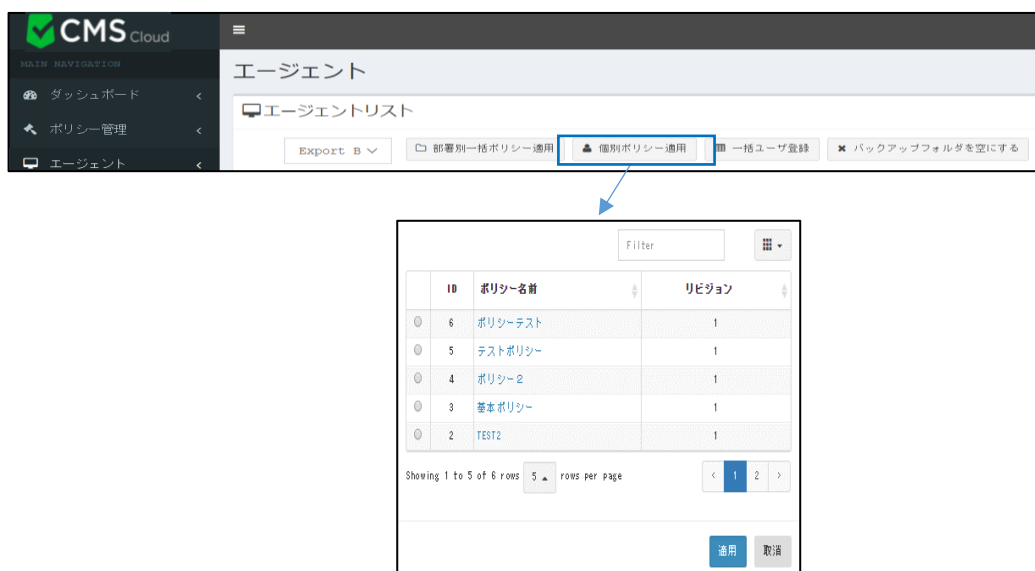 CMS Cloud
MAIN NAVIGATION
ダッシュボード
ポリシー管理
エージェント
エージェント
エージェントリスト
Export B
部署別一括ポリシー適用
個別ポリシー適用
一括ユーザ登録
バックアップフォルダを空にする
Filter
ID ポリシー名前 リビジョン
6 ポリシーテスト 1
5 テストポリシー 1
4 ポリシー２ 1
3 基本ポリシー 1
2 TEST2 1
Showing 1 to 5 of 6 rows 5 rows per page
‹ 1 2 ›
適用 取消